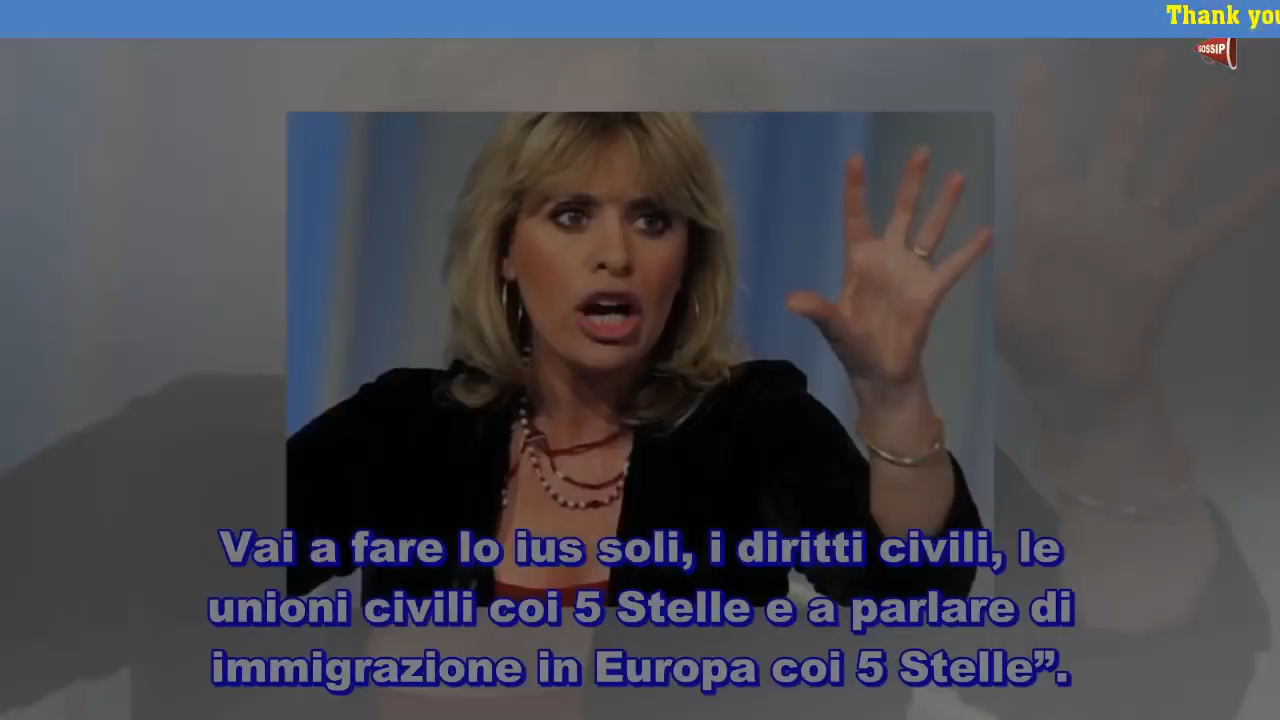 Thank you
GOSSIP
Vai a fare lo ius soli, i diritti civili, le
unioni civili coi 5 Stelle e a parlare di
immigrazione in Europa coi 5 Stelle”.